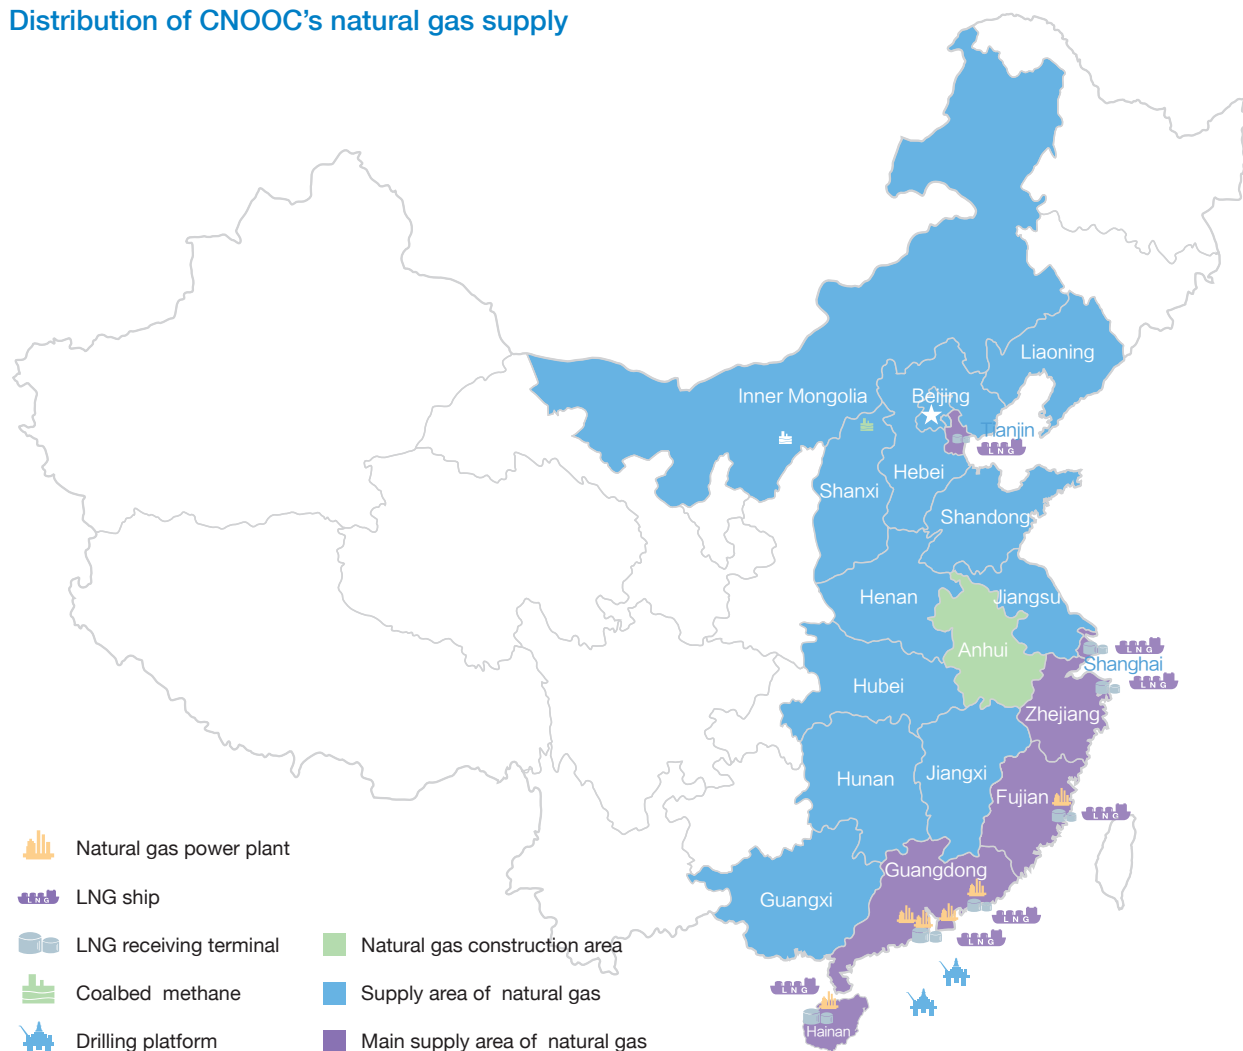 Distribution of CNOOC's natural gas supply
Liaoning
Inner Mongolia
Beijing
Tianjin
LNG
Hebei
Shanxi
Shandong
Henan
Jiangsu
Anhui
LNG
Shanghai
LNG
Hubei
Zhejiang
Hunan
Jiangxi
Fujian
LNG
Guangdong
Guangxi
LNG
LNG
LNG
Hainan
Natural gas power plant
LNG
LNG ship
LNG receiving terminal
Natural gas construction area
Coalbed methane
Supply area of natural gas
Drilling platform
Main supply area of natural gas